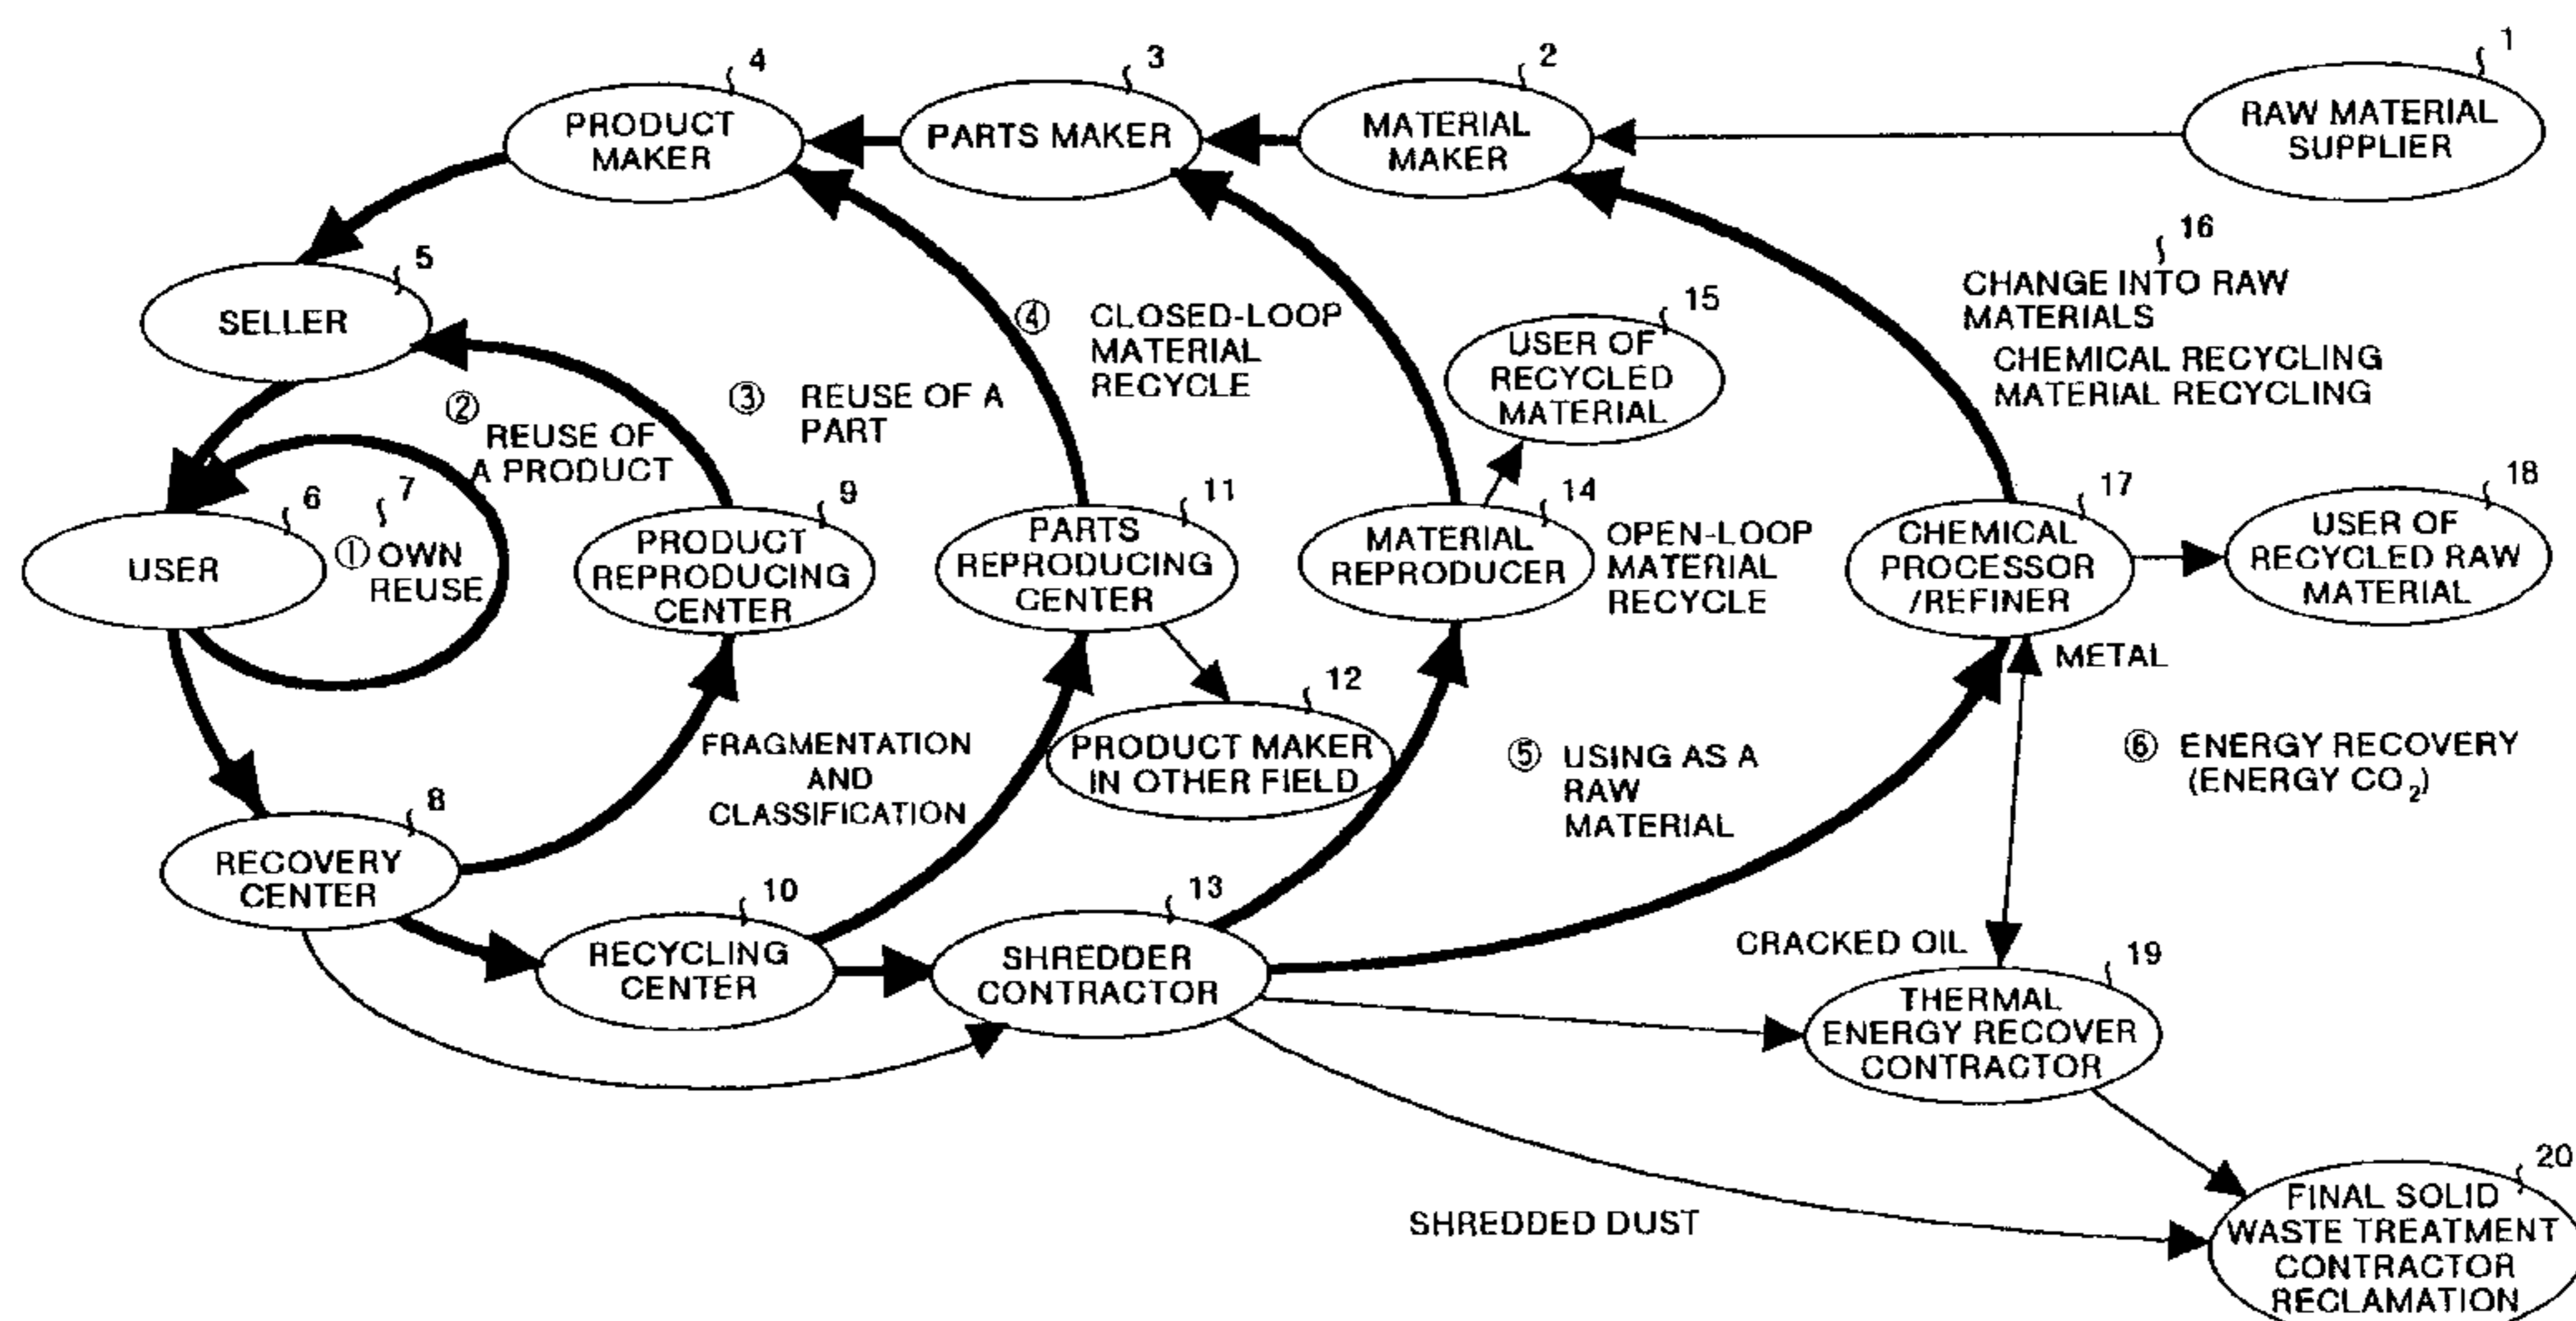 4
3
2
1
PRODUCT
MAKER
PARTS MAKER
MATERIAL
MAKER
RAW MATERIAL
SUPPLIER
5
SELLER
16
CHANGE INTO RAW
MATERIALS
CHEMICAL RECYCLING
MATERIAL RECYCLING
④ CLOSED-LOOP
MATERIAL
RECYCLE
15
USER OF
RECYCLED
MATERIAL
② REUSE OF
A PRODUCT
③ REUSE OF A
PART
6
USER
7
① OWN
REUSE
9
PRODUCT
REPRODUCING
CENTER
11
PARTS
REPRODUCING
CENTER
14
MATERIAL
REPRODUCER
OPEN-LOOP
MATERIAL
RECYCLE
17
CHEMICAL
PROCESSOR
/REFINER
18
USER OF
RECYCLED RAW
MATERIAL
METAL
12
PRODUCT MAKER
IN OTHER FIELD
FRAGMENTATION
AND
CLASSIFICATION
⑤ USING AS A
RAW
MATERIAL
⑥ ENERGY RECOVERY
(ENERGY CO₂)
8
RECOVERY
CENTER
10
RECYCLING
CENTER
13
SHREDDER
CONTRACTOR
CRACKED OIL
19
THERMAL
ENERGY RECOVER
CONTRACTOR
SHREDDED DUST
20
FINAL SOLID
WASTE TREATMENT
CONTRACTOR
RECLAMATION